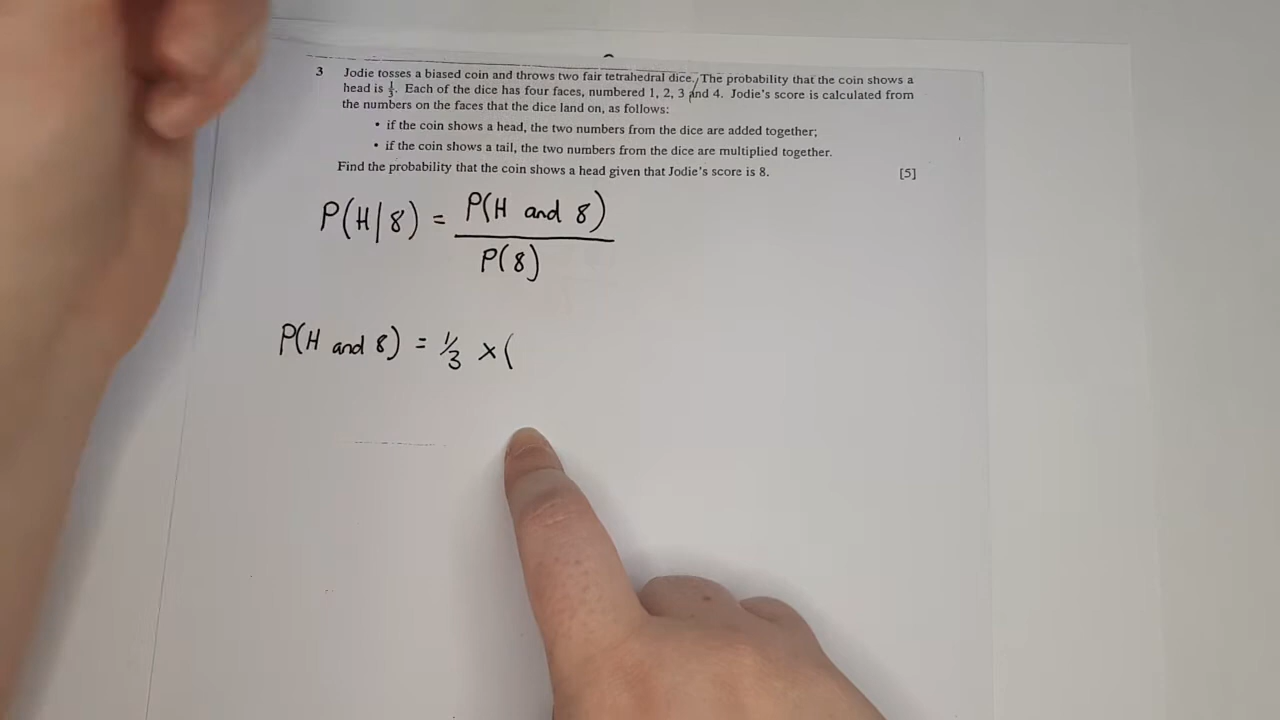 3 Jodie tosses a biased coin and throws two fair tetrahedral dice. The probability that the coin shows a
head is 1/3. Each of the dice has four faces, numbered 1, 2, 3 and 4. Jodie's score is calculated from
the numbers on the faces that the dice land on, as follows:
• if the coin shows a head, the two numbers from the dice are added together;
• if the coin shows a tail, the two numbers from the dice are multiplied together.
Find the probability that the coin shows a head given that Jodie's score is 8. [5]
P(H|8) = P(H and 8)
P(8)
P(H and 8) = 1/3 × (